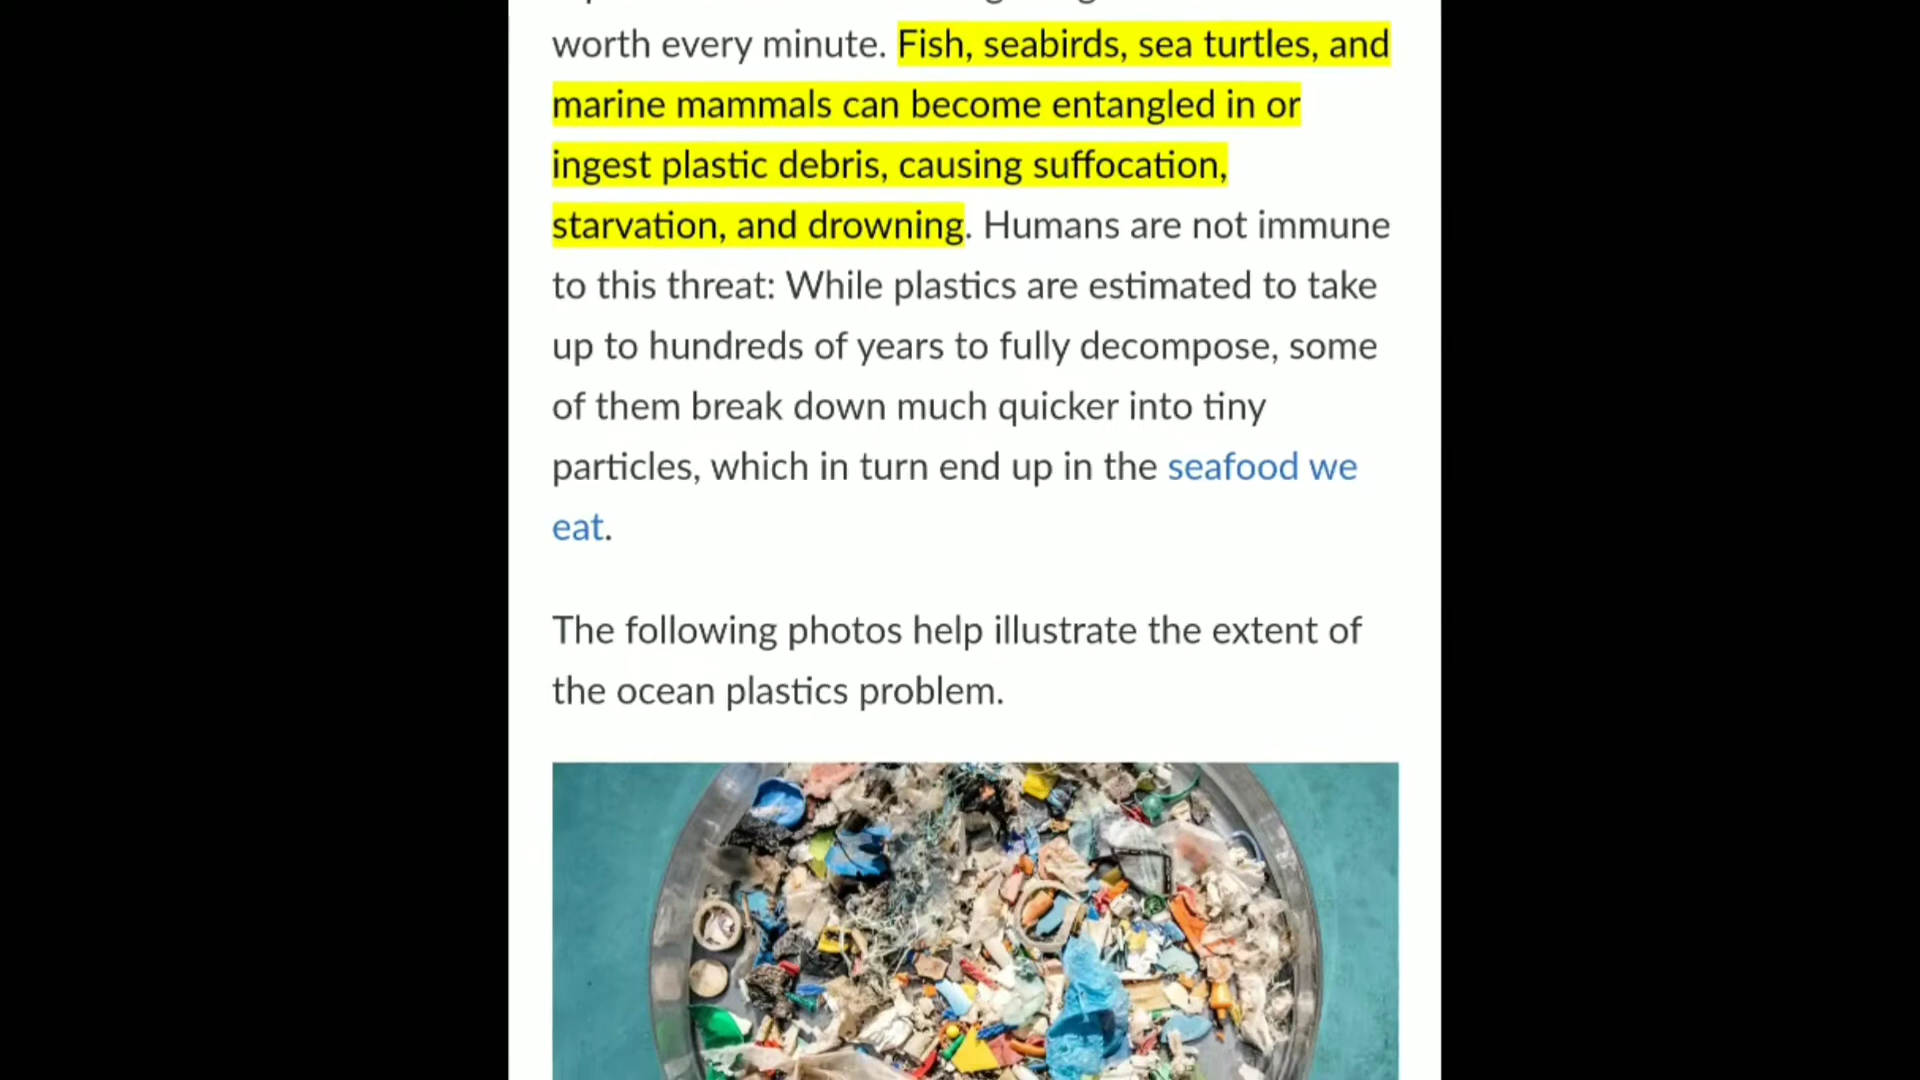 worth every minute. Fish, seabirds, sea turtles, and
marine mammals can become entangled in or
ingest plastic debris, causing suffocation,
starvation, and drowning. Humans are not immune
to this threat: While plastics are estimated to take
up to hundreds of years to fully decompose, some
of them break down much quicker into tiny
particles, which in turn end up in the seafood we
eat.
The following photos help illustrate the extent of
the ocean plastics problem.